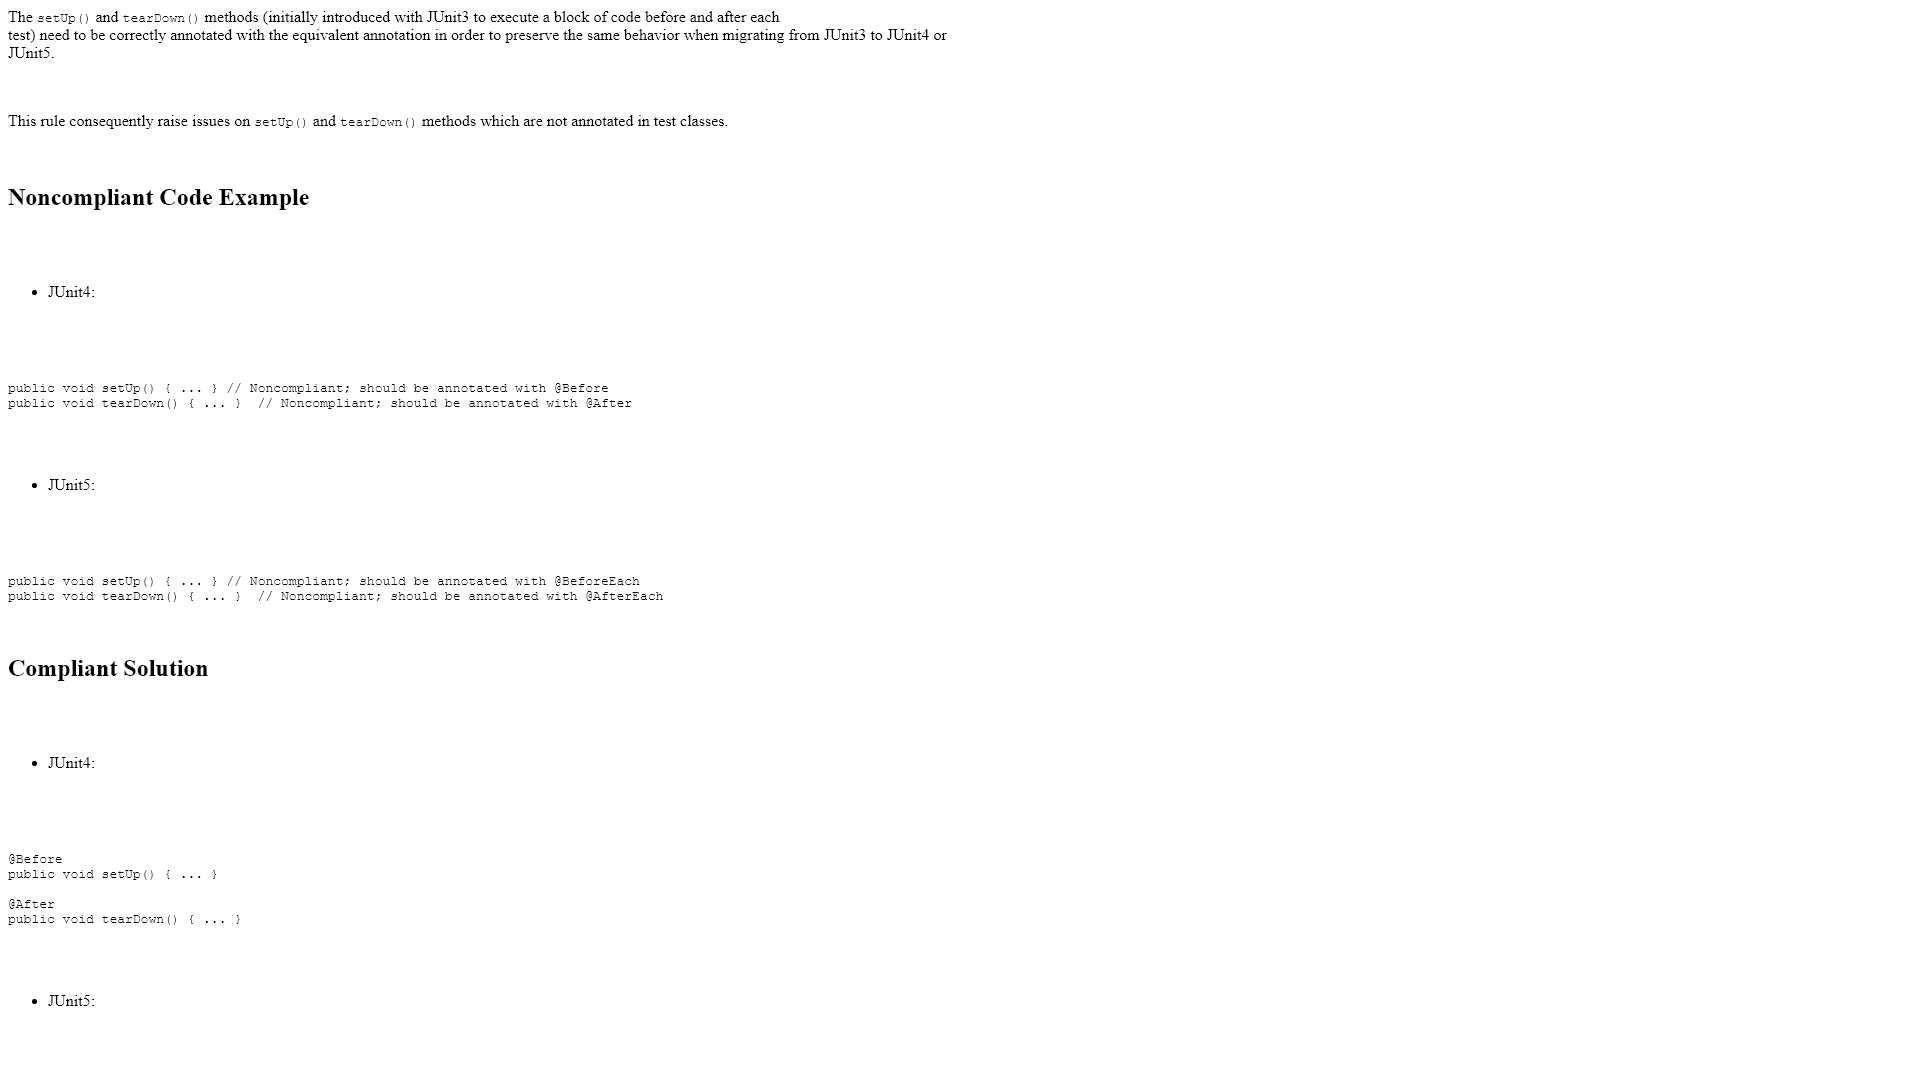 The setUp() and tearDown() methods (initially introduced with JUnit3 to execute a block of code before and after each
test) need to be correctly annotated with the equivalent annotation in order to preserve the same behavior when migrating from JUnit3 to JUnit4 or
JUnit5.
This rule consequently raise issues on setUp() and tearDown() methods which are not annotated in test classes.
Noncompliant Code Example
• JUnit4:
public void setUp() { ... } // Noncompliant; should be annotated with @Before
public void tearDown() { ... }  // Noncompliant; should be annotated with @After
• JUnit5:
public void setUp() { ... } // Noncompliant; should be annotated with @BeforeEach
public void tearDown() { ... }  // Noncompliant; should be annotated with @AfterEach
Compliant Solution
• JUnit4:
@Before
public void setUp() { ... }
@After
public void tearDown() { ... }
• JUnit5: